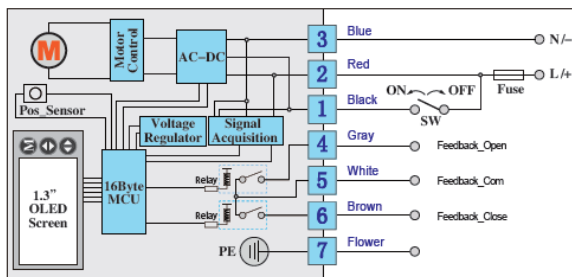 M
Motor
Control
AC-DC
Pos_Sensor
Voltage
Regulator
Signal
Acquisition
1.3"
OLED
Screen
16Byte
MCU
Relay
Relay
PE
3 Blue N/-
2 Red L/+
Fuse
1 Black ON OFF
SW
4 Gray Feedback_Open
5 White Feedback_Com
6 Brown Feedback_Close
7 Flower